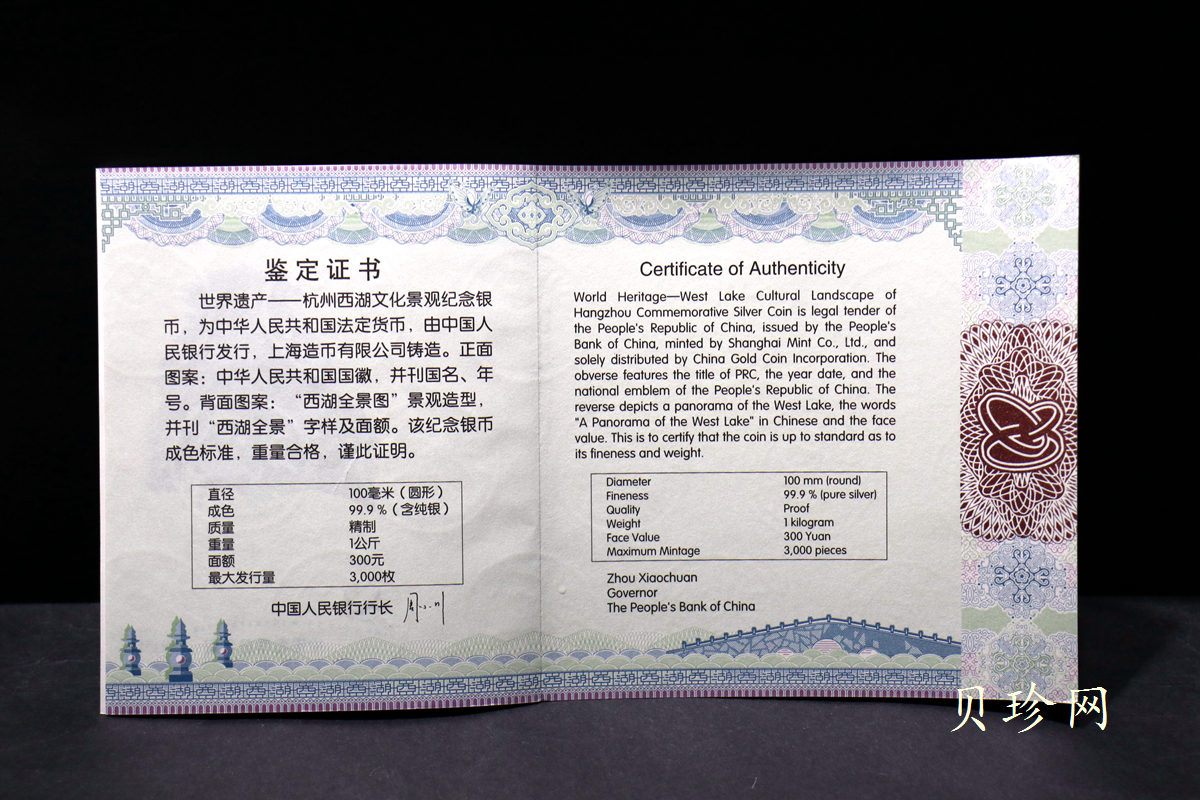 鉴定证书
世界遗产——杭州西湖文化景观纪念银
币，为中华人民共和国法定货币，由中国人
民银行发行，上海造币有限公司铸造。正面
图案：中华人民共和国国徽，并刊国名、年
号。背面图案：“西湖全景图”景观造型，
并刊“西湖全景”字样及面额。该纪念银币
成色标准，重量合格，谨此证明。
直径 100毫米（圆形）
成色 99.9％（含纯银）
质量 精制
重量 1公斤
面额 300元
最大发行量 3,000枚
中国人民银行行长
Certificate of Authenticity
World Heritage—West Lake Cultural Landscape of
Hangzhou Commemorative Silver Coin is legal tender of
the People's Republic of China, issued by the People's
Bank of China, minted by Shanghai Mint Co., Ltd., and
solely distributed by China Gold Coin Incorporation. The
obverse features the title of PRC, the year date, and the
national emblem of the People's Republic of China. The
reverse depicts a panorama of the West Lake, the words
"A Panorama of the West Lake" in Chinese and the face
value. This is to certify that the coin is up to standard as to
its fineness and weight.
Diameter 100 mm (round)
Fineness 99.9 % (pure silver)
Quality Proof
Weight 1 kilogram
Face Value 300 Yuan
Maximum Mintage 3,000 pieces
Zhou Xiaochuan
Governor
The People's Bank of China
贝珍网